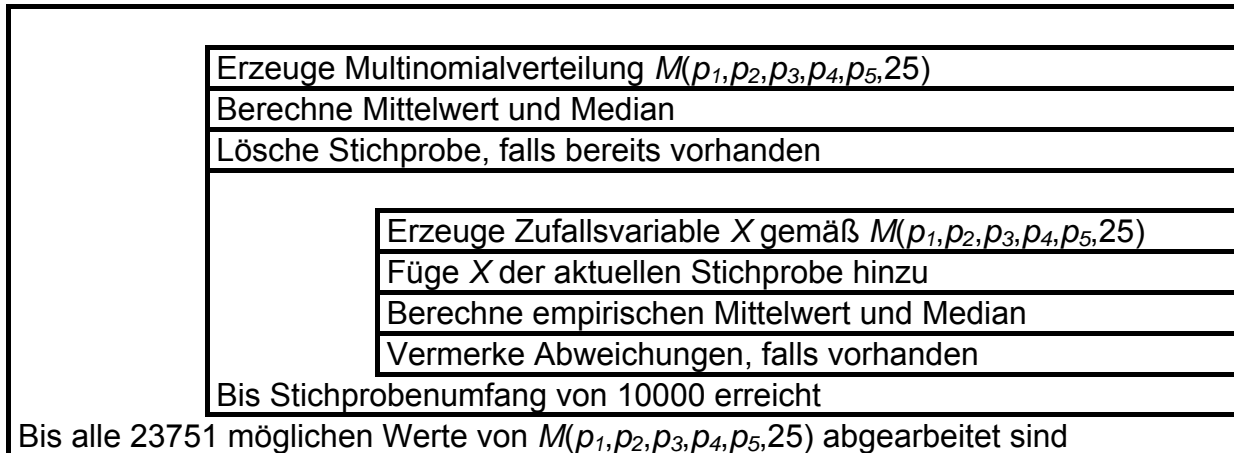 Erzeuge Multinomialverteilung M(p₁,p₂,p₃,p₄,p₅,25)
Berechne Mittelwert und Median
Lösche Stichprobe, falls bereits vorhanden
Erzeuge Zufallsvariable X gemäß M(p₁,p₂,p₃,p₄,p₅,25)
Füge X der aktuellen Stichprobe hinzu
Berechne empirischen Mittelwert und Median
Vermerke Abweichungen, falls vorhanden
Bis Stichprobenumfang von 10000 erreicht
Bis alle 23751 möglichen Werte von M(p₁,p₂,p₃,p₄,p₅,25) abgearbeitet sind